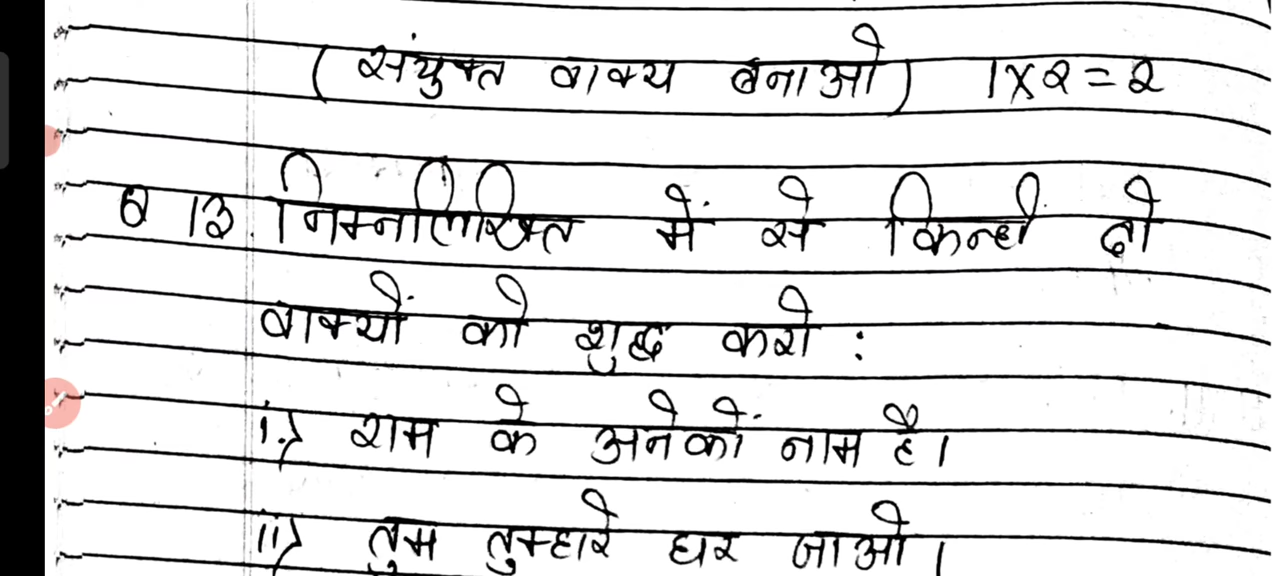 (संयुक्त वाक्य बनाओ) 1×2=2
प्र 13. निम्नलिखित में से किन्ही दो
वाक्यों को शुद्ध करो :
i.) राम के अनेकों नाम है।
ii) तुम तुम्हारे घर जाओ।